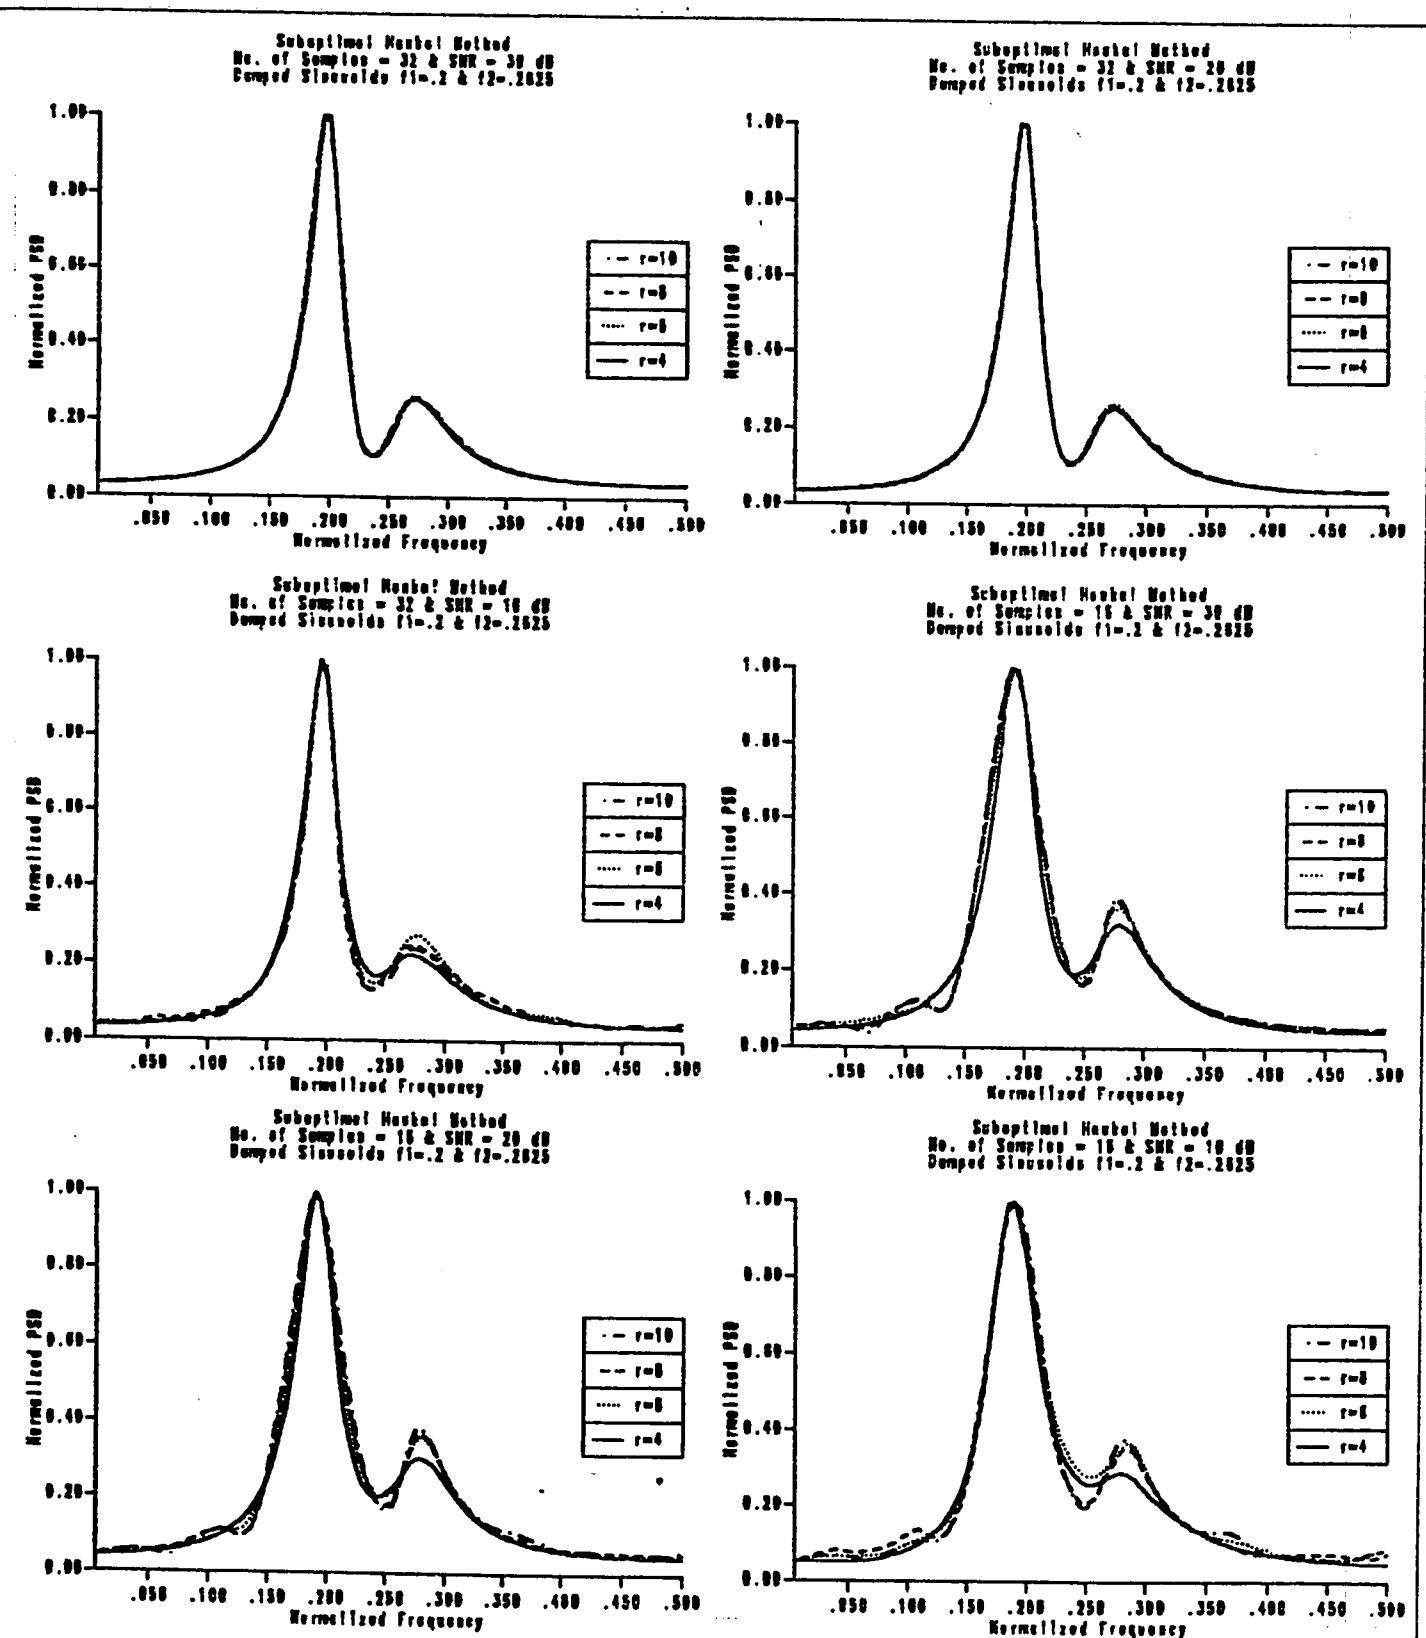 Suboptimal Hankel Method
No. of Samples = 32 & SNR = 30 dB
Damped Sinusoids f1=.2 & f2=.2625
1.00
0.80
0.60
0.40
0.20
0.00
Normalized PSD
r=10
r=8
r=6
r=4
.050 .100 .150 .200 .250 .300 .350 .400 .450 .500
Normalized Frequency
Suboptimal Hankel Method
No. of Samples = 32 & SNR = 20 dB
Damped Sinusoids f1=.2 & f2=.2625
1.00
0.80
0.60
0.40
0.20
0.00
Normalized PSD
r=10
r=8
r=6
r=4
.050 .100 .150 .200 .250 .300 .350 .400 .450 .500
Normalized Frequency
Suboptimal Hankel Method
No. of Samples = 32 & SNR = 10 dB
Damped Sinusoids f1=.2 & f2=.2625
1.00
0.80
0.60
0.40
0.20
0.00
Normalized PSD
r=10
r=8
r=6
r=4
.050 .100 .150 .200 .250 .300 .350 .400 .450 .500
Normalized Frequency
Suboptimal Hankel Method
No. of Samples = 16 & SNR = 30 dB
Damped Sinusoids f1=.2 & f2=.2625
1.00
0.80
0.60
0.40
0.20
0.00
Normalized PSD
r=10
r=8
r=6
r=4
.050 .100 .150 .200 .250 .300 .350 .400 .450 .500
Normalized Frequency
Suboptimal Hankel Method
No. of Samples = 16 & SNR = 20 dB
Damped Sinusoids f1=.2 & f2=.2625
1.00
0.80
0.60
0.40
0.20
0.00
Normalized PSD
r=10
r=8
r=6
r=4
.050 .100 .150 .200 .250 .300 .350 .400 .450 .500
Normalized Frequency
Suboptimal Hankel Method
No. of Samples = 16 & SNR = 10 dB
Damped Sinusoids f1=.2 & f2=.2625
1.00
0.80
0.60
0.40
0.20
0.00
Normalized PSD
r=10
r=8
r=6
r=4
.050 .100 .150 .200 .250 .300 .350 .400 .450 .500
Normalized Frequency